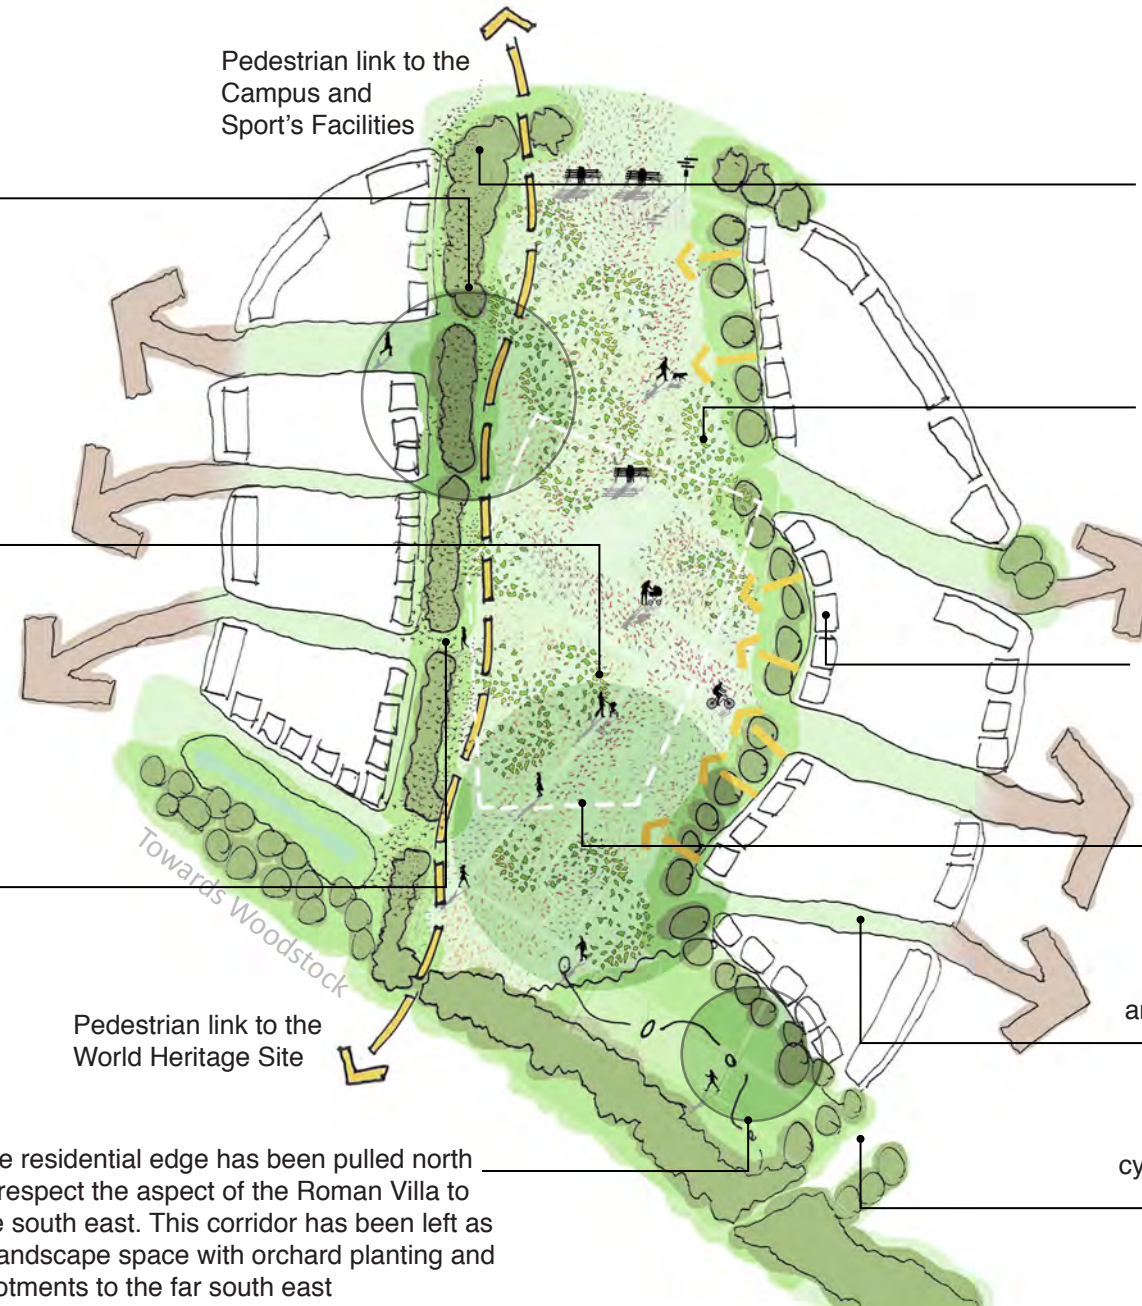 Pedestrian link to the
Campus and
Sport's Facilities
Towards Woodstock
Pedestrian link to the
World Heritage Site
e residential edge has been pulled north
respect the aspect of the Roman Villa to
e south east. This corridor has been left as
andscape space with orchard planting and
otments to the far south east
ar
cy